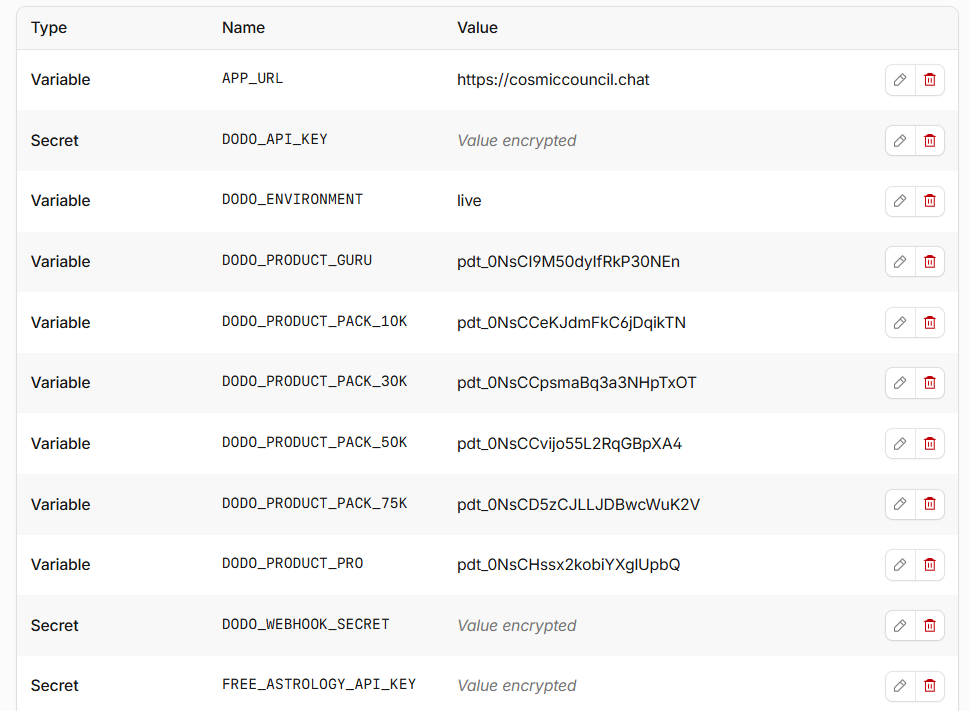 Type Name Value
Variable APP_URL https://cosmiccouncil.chat
Secret DODO_API_KEY Value encrypted
Variable DODO_ENVIRONMENT live
Variable DODO_PRODUCT_GURU pdt_0NsCI9M50dylfRkP30NEn
Variable DODO_PRODUCT_PACK_10K pdt_0NsCCeKJdmFkC6jDqikTN
Variable DODO_PRODUCT_PACK_30K pdt_0NsCCpsmaBq3a3NHpTxOT
Variable DODO_PRODUCT_PACK_50K pdt_0NsCCvijo55L2RqGBpXA4
Variable DODO_PRODUCT_PACK_75K pdt_0NsCD5zCJLLJDBwcWuK2V
Variable DODO_PRODUCT_PRO pdt_0NsCHssx2kobiYXglUpbQ
Secret DODO_WEBHOOK_SECRET Value encrypted
Secret FREE_ASTROLOGY_API_KEY Value encrypted